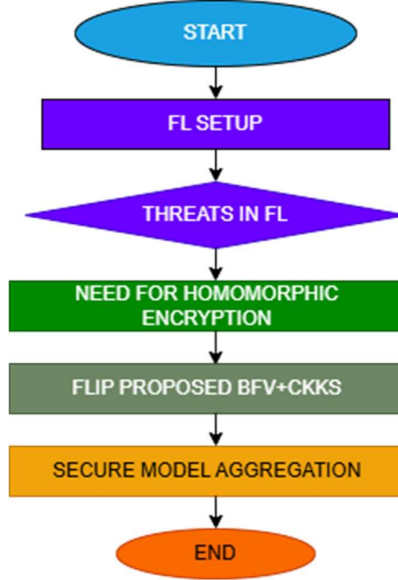 START
FL SETUP
THREATS IN FL
NEED FOR HOMOMORPHIC
ENCRYPTION
FLIP PROPOSED BFV+CKKS
SECURE MODEL AGGREGATION
END